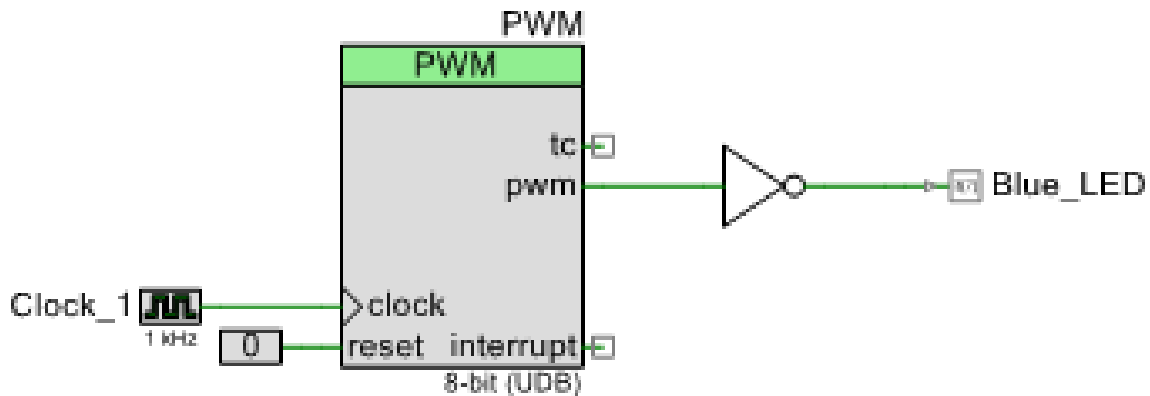 PWM
PWM
tc
pwm
Blue_LED
Clock_1
clock
1 kHz
0
reset interrupt
8-bit (UDB)